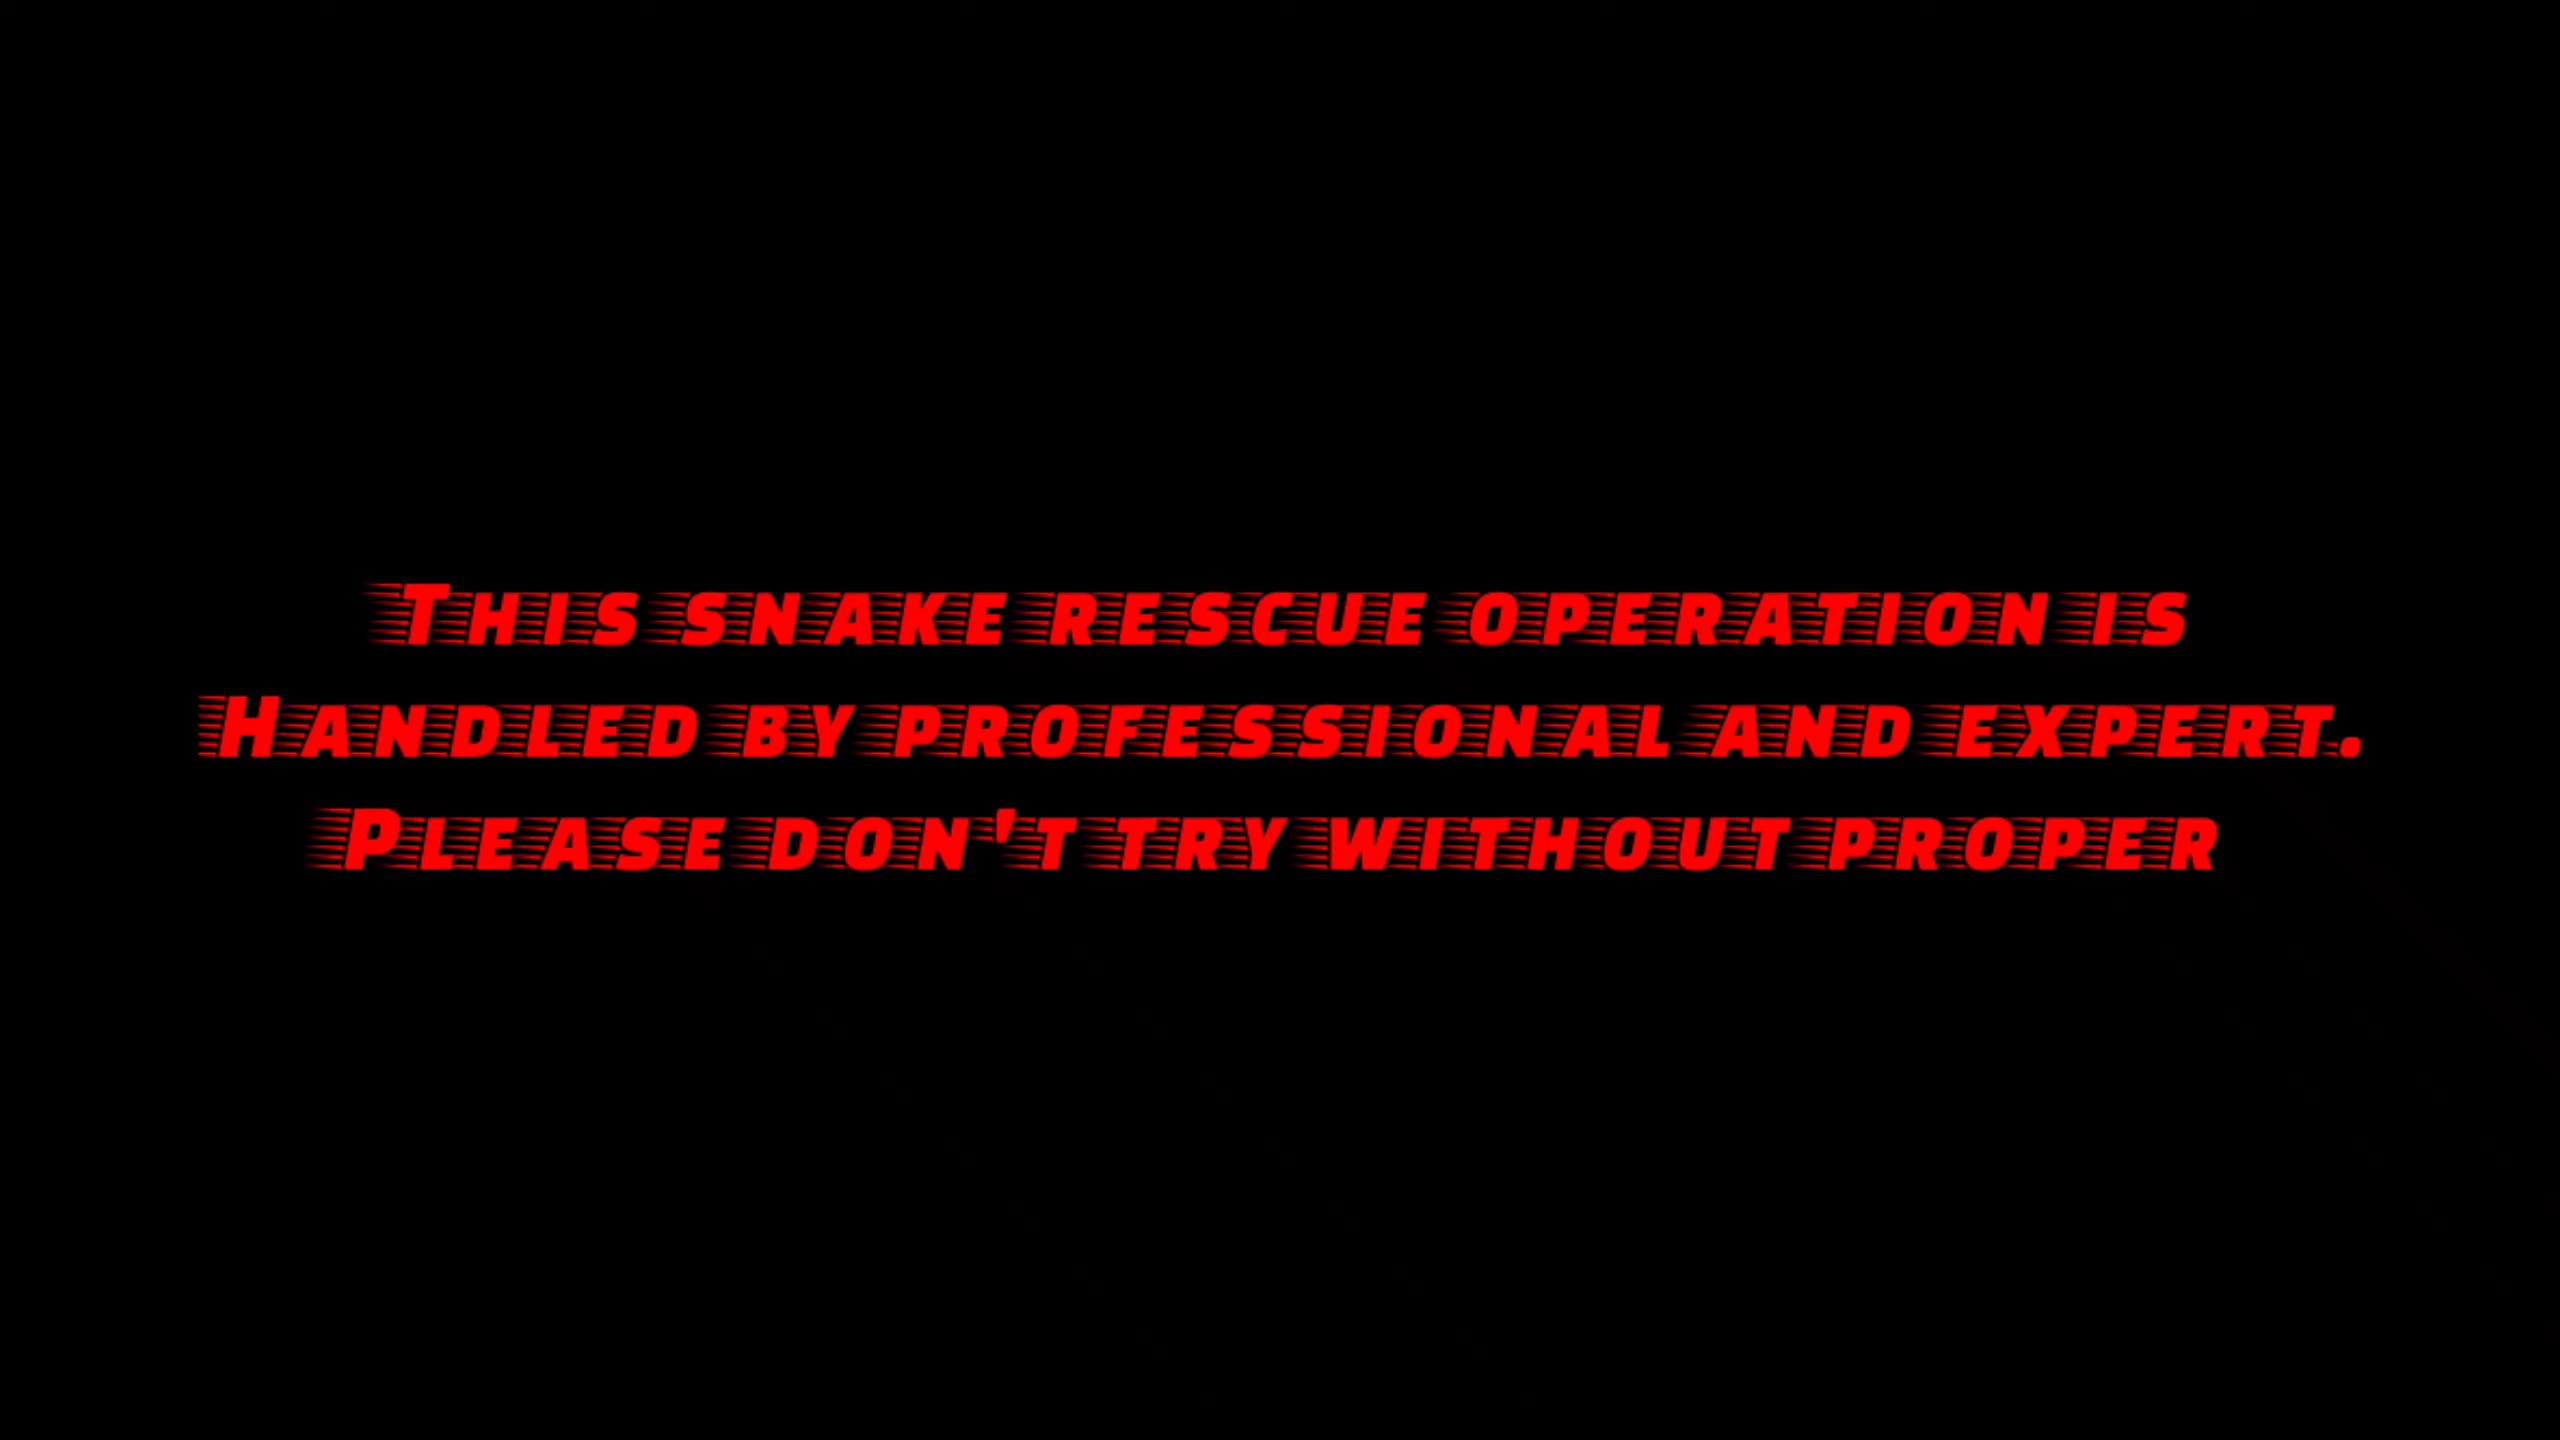 This snake rescue operation is
Handled by professional and expert.
Please don't try without proper